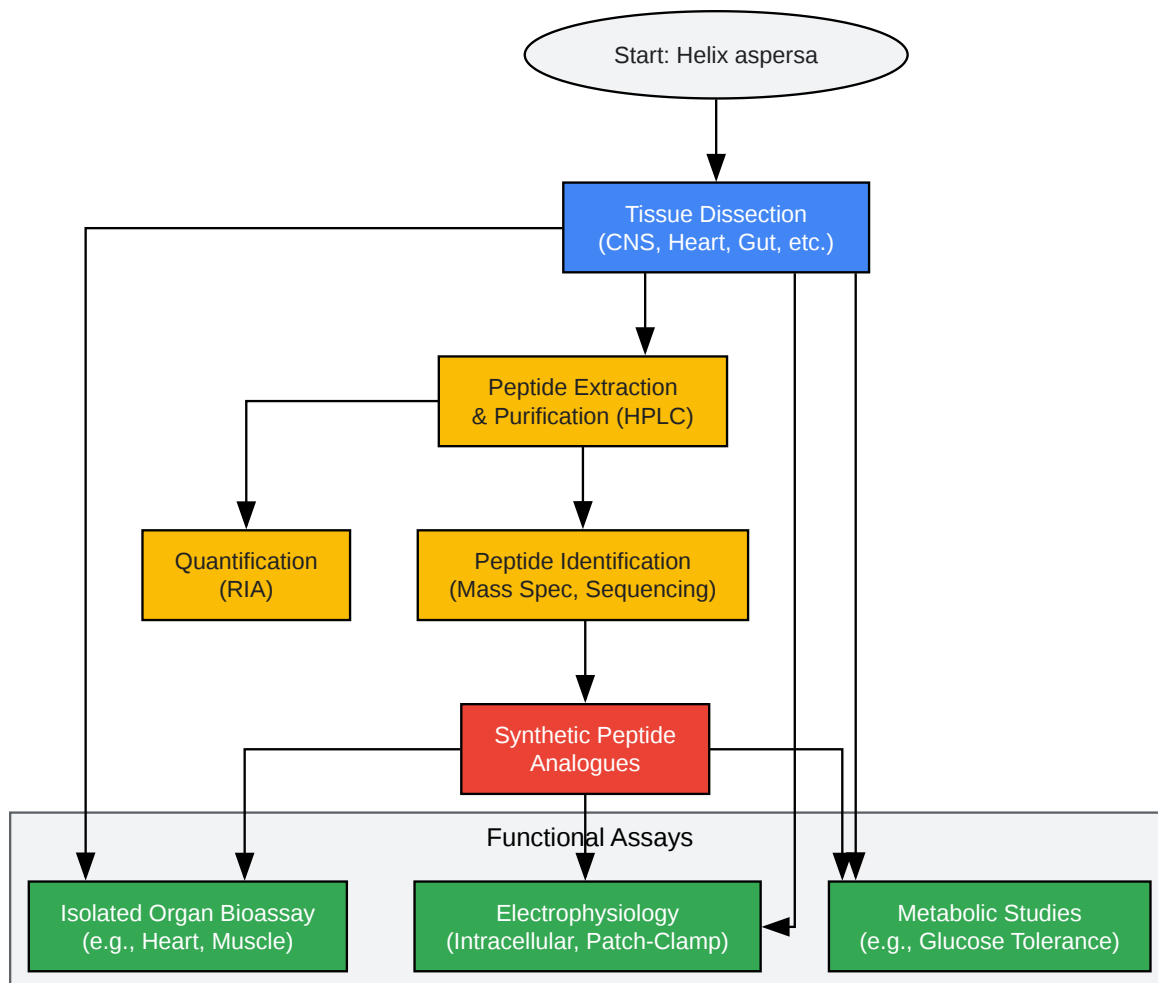 Start: Helix aspersa
Tissue Dissection
(CNS, Heart, Gut, etc.)
Peptide Extraction
& Purification (HPLC)
Quantification
(RIA)
Peptide Identification
(Mass Spec, Sequencing)
Synthetic Peptide
Analogues
Functional Assays
Isolated Organ Bioassay
(e.g., Heart, Muscle)
Electrophysiology
(Intracellular, Patch-Clamp)
Metabolic Studies
(e.g., Glucose Tolerance)